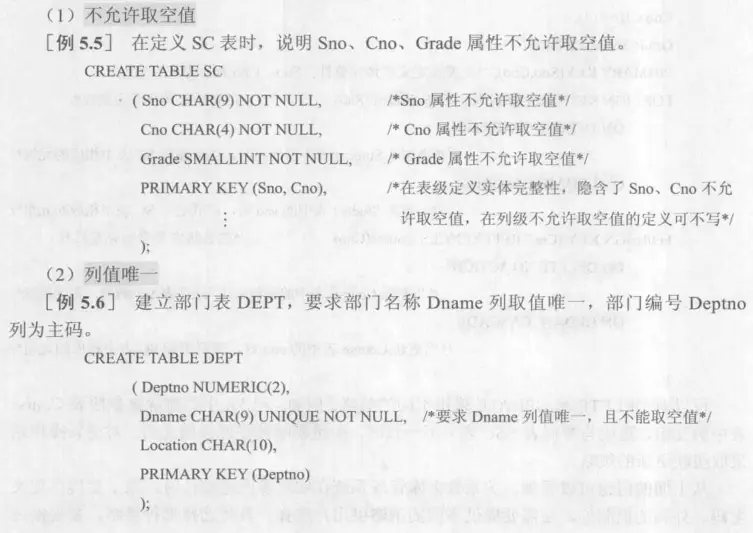 （1）不允许取空值
［例 5.5］ 在定义 SC 表时，说明 Sno、Cno、Grade 属性不允许取空值。
CREATE TABLE SC
( Sno CHAR(9) NOT NULL, /*Sno 属性不允许取空值*/
Cno CHAR(4) NOT NULL, /* Cno 属性不允许取空值*/
Grade SMALLINT NOT NULL, /* Grade 属性不允许取空值*/
PRIMARY KEY (Sno, Cno), /*在表级定义实体完整性，隐含了 Sno、Cno 不允
⋮ 许取空值，在列级不允许取空值的定义可不写*/
);
（2）列值唯一
［例 5.6］ 建立部门表 DEPT，要求部门名称 Dname 列取值唯一，部门编号 Deptno
列为主码。
CREATE TABLE DEPT
( Deptno NUMERIC(2),
Dname CHAR(9) UNIQUE NOT NULL, /*要求 Dname 列值唯一，且不能取空值*/
Location CHAR(10),
PRIMARY KEY (Deptno)
);